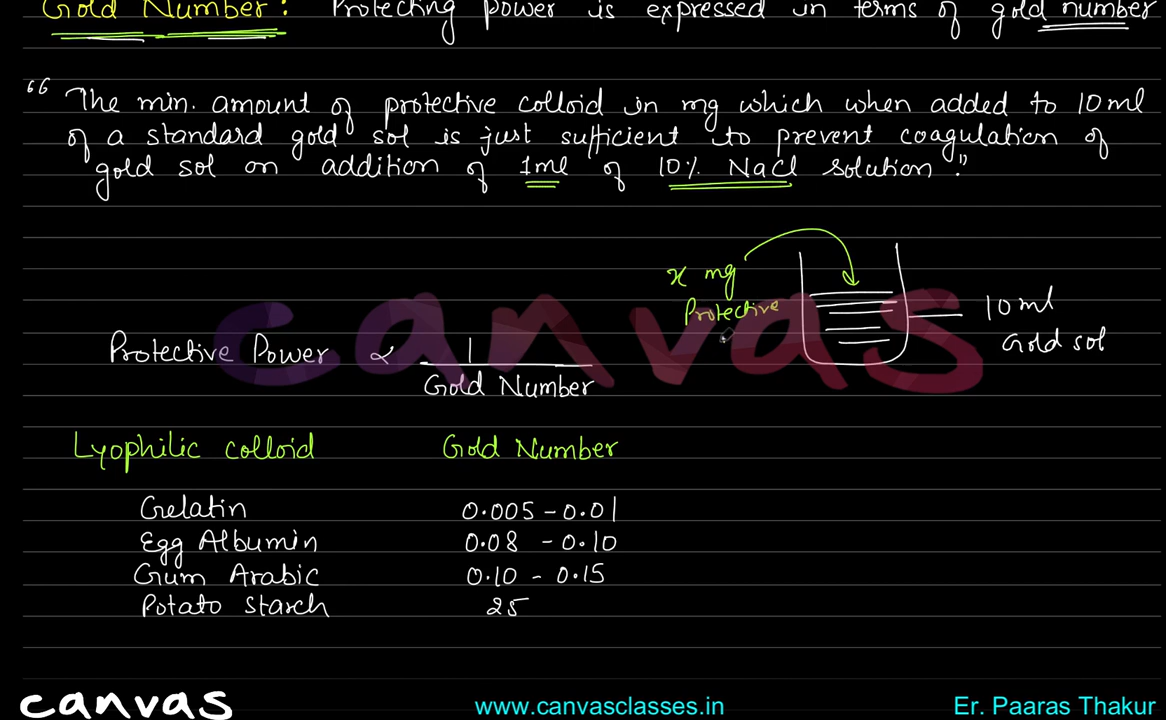 Gold Number: Protecting power is expressed in terms of gold number
“ The min. amount of protective colloid in mg which when added to 10 ml
of a standard gold sol is just sufficient to prevent coagulation of
gold sol on addition of 1ml of 10% NaCl solution."
x mg
Protective
10 ml
Gold sol
canvas
Protective Power ∝ 1
Gold Number
Lyophilic colloid Gold Number
Gelatin 0.005 - 0.01
Egg Albumin 0.08 - 0.10
Gum Arabic 0.10 - 0.15
Potato starch 25
canvas www.canvasclasses.in Er. Paaras Thakur